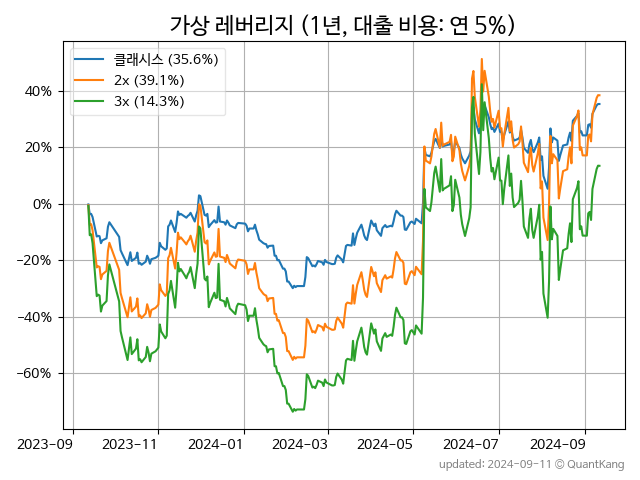 가상 레버리지 (1년, 대출 비용: 연 5%)
클래시스 (35.6%)
2x (39.1%)
3x (14.3%)
40%
20%
0%
−20%
−40%
−60%
2023-09 2023-11 2024-01 2024-03 2024-05 2024-07 2024-09
updated: 2024-09-11 © QuantKang